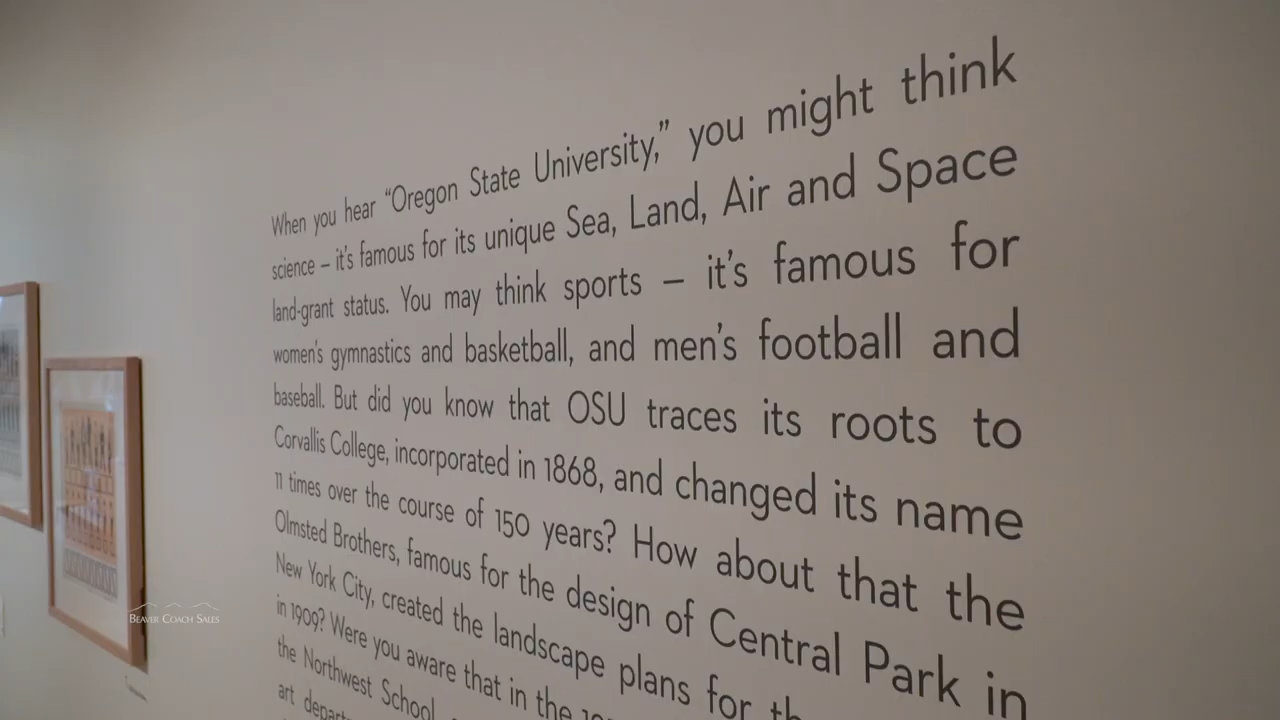 When you hear “Oregon State University,” you might think
science – it’s famous for its unique Sea, Land, Air and Space
land-grant status. You may think sports – it’s famous for
women’s gymnastics and basketball, and men’s football and
baseball. But did you know that OSU traces its roots to
Corvallis College, incorporated in 1868, and changed its name
11 times over the course of 150 years? How about that the
Olmsted Brothers, famous for the design of Central Park in
New York City, created the landscape plans for
in 1909? Were you aware that in the
the Northwest School
art
BEAVER COACH SALES